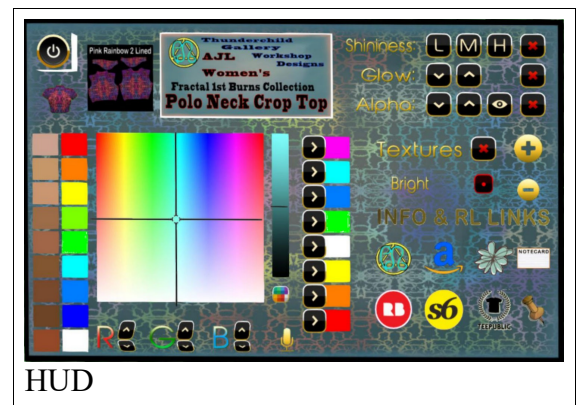 Pink Rainbow 2 Lined
Thunderchild
Gallery
AJL Workshop
Designs
Women's
Fractal 1st Burns Collection
Polo Neck Crop Top
Shininess: L M H
Glow:
Alpha:
Textures
Bright
INFO & RL LINKS
a
NOTECARD
RB
s6
TEEPUBLIC
R G B
HUD